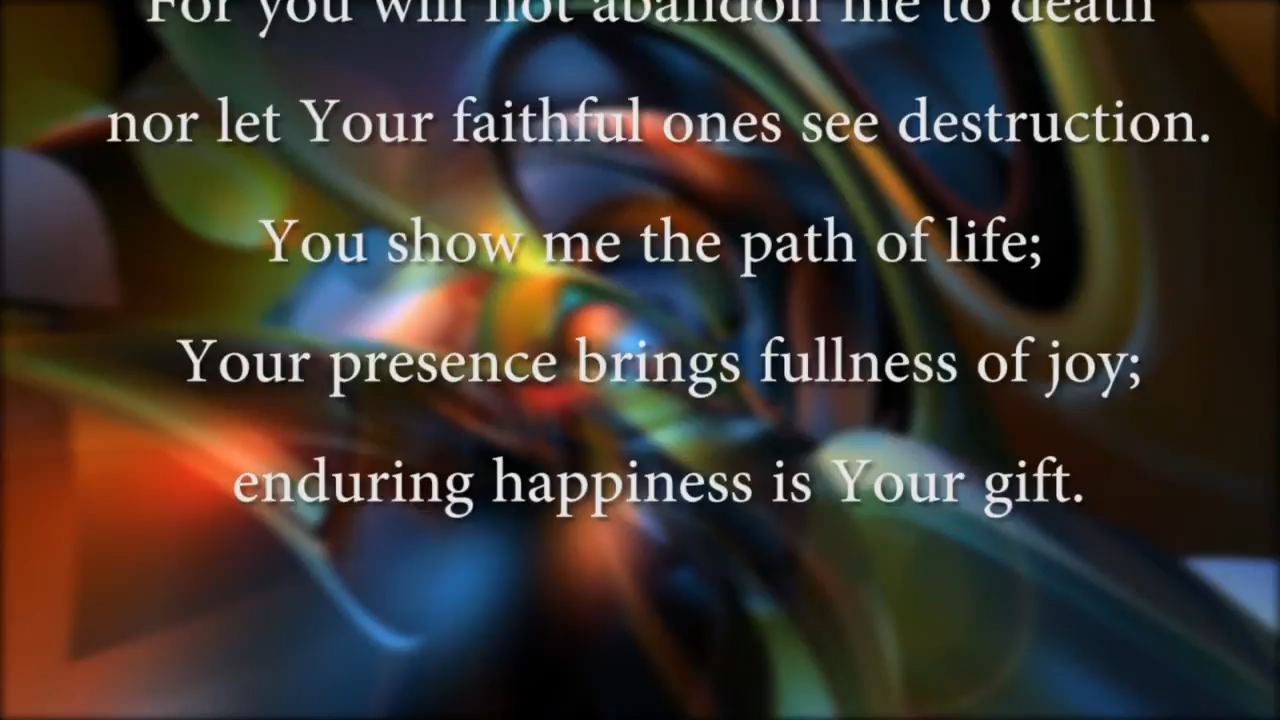 For you will not abandon me to death
nor let Your faithful ones see destruction.
You show me the path of life;
Your presence brings fullness of joy;
enduring happiness is Your gift.